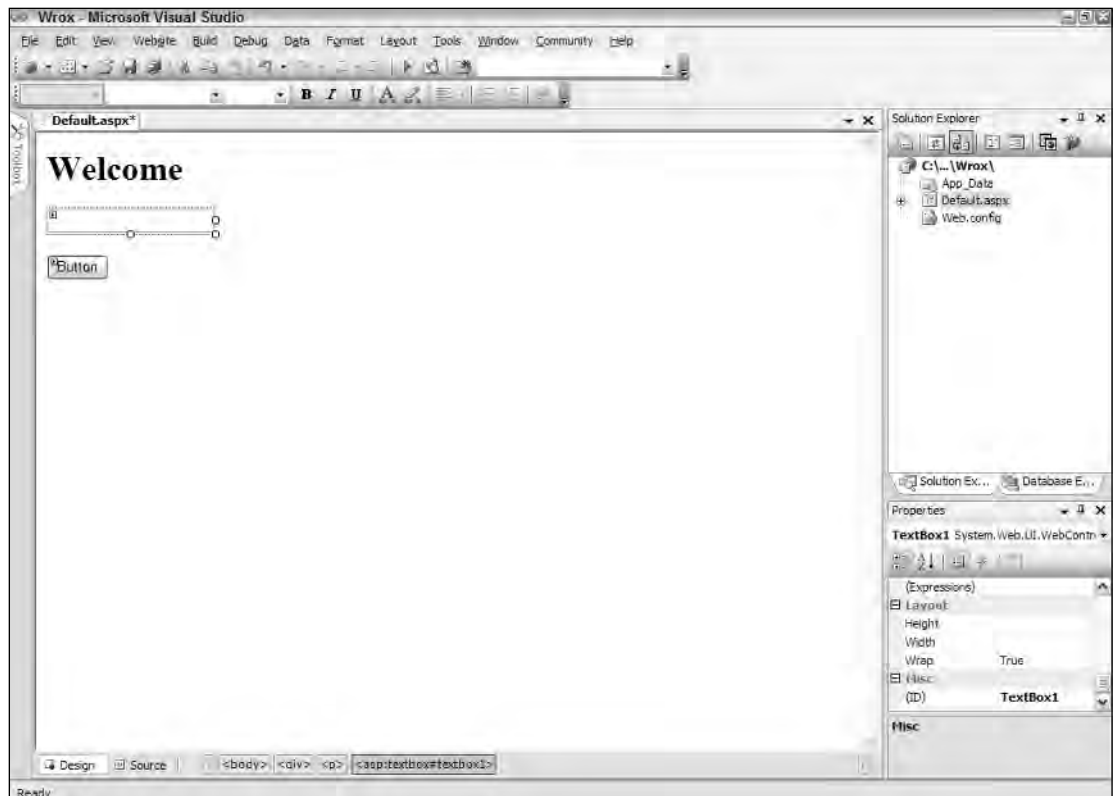 Wrox - Microsoft Visual Studio
File Edit View Website Build Debug Data Format Layout Tools Window Community Help
B I U A
Default.aspx*
Toolbox
Welcome
Button
Solution Explorer
C:\...\Wrox\
App_Data
Default.aspx
Web.config
Solution Ex... Database E...
Properties
TextBox1 System.Web.UI.WebContr
(Expressions)
Layout
Height
Width
Wrap True
Misc
(ID) TextBox1
Misc
Design Source <body> <div> <p> <asp:textbox#textbox1>
Ready